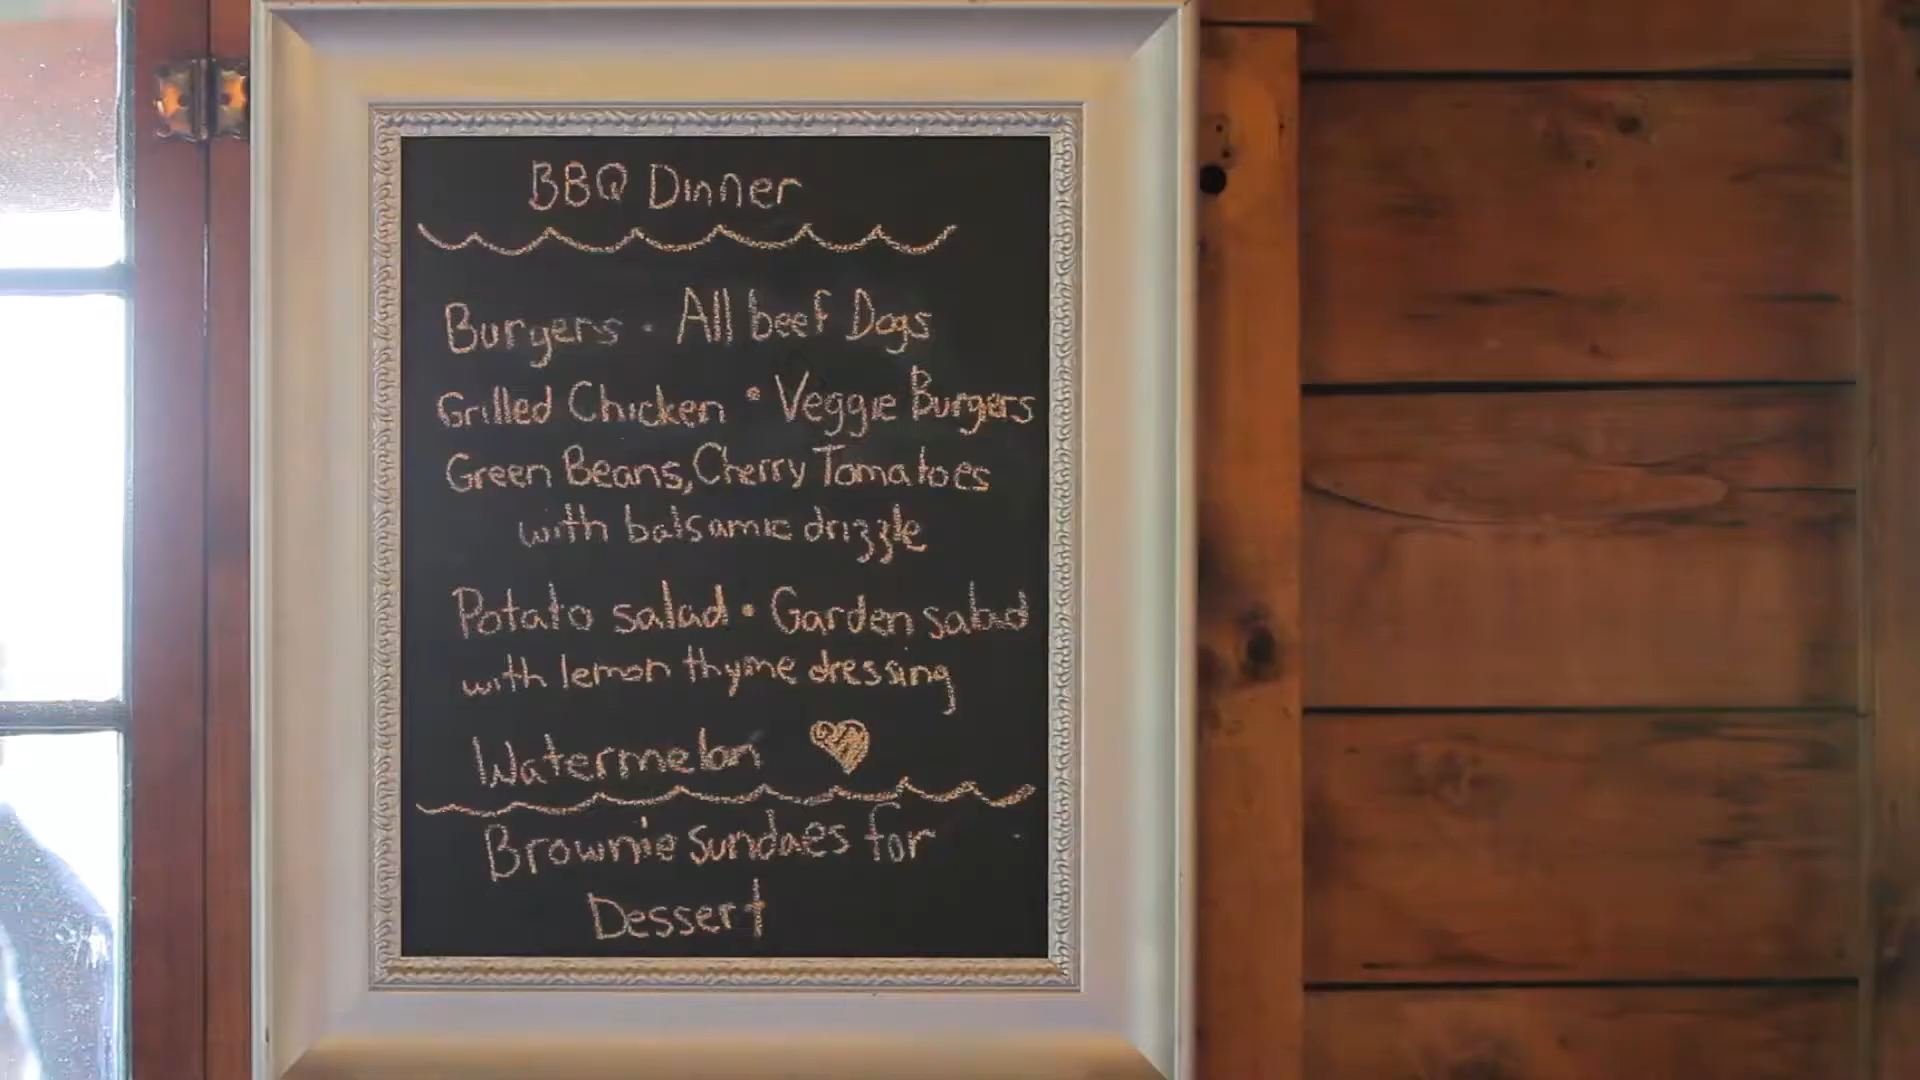 BBQ Dinner
Burgers • All beef Dogs
Grilled Chicken • Veggie Burgers
Green Beans, Cherry Tomatoes
with balsamic drizzle
Potato salad • Garden salad
with lemon thyme dressing
Watermelon
Brownie Sundaes for
Dessert